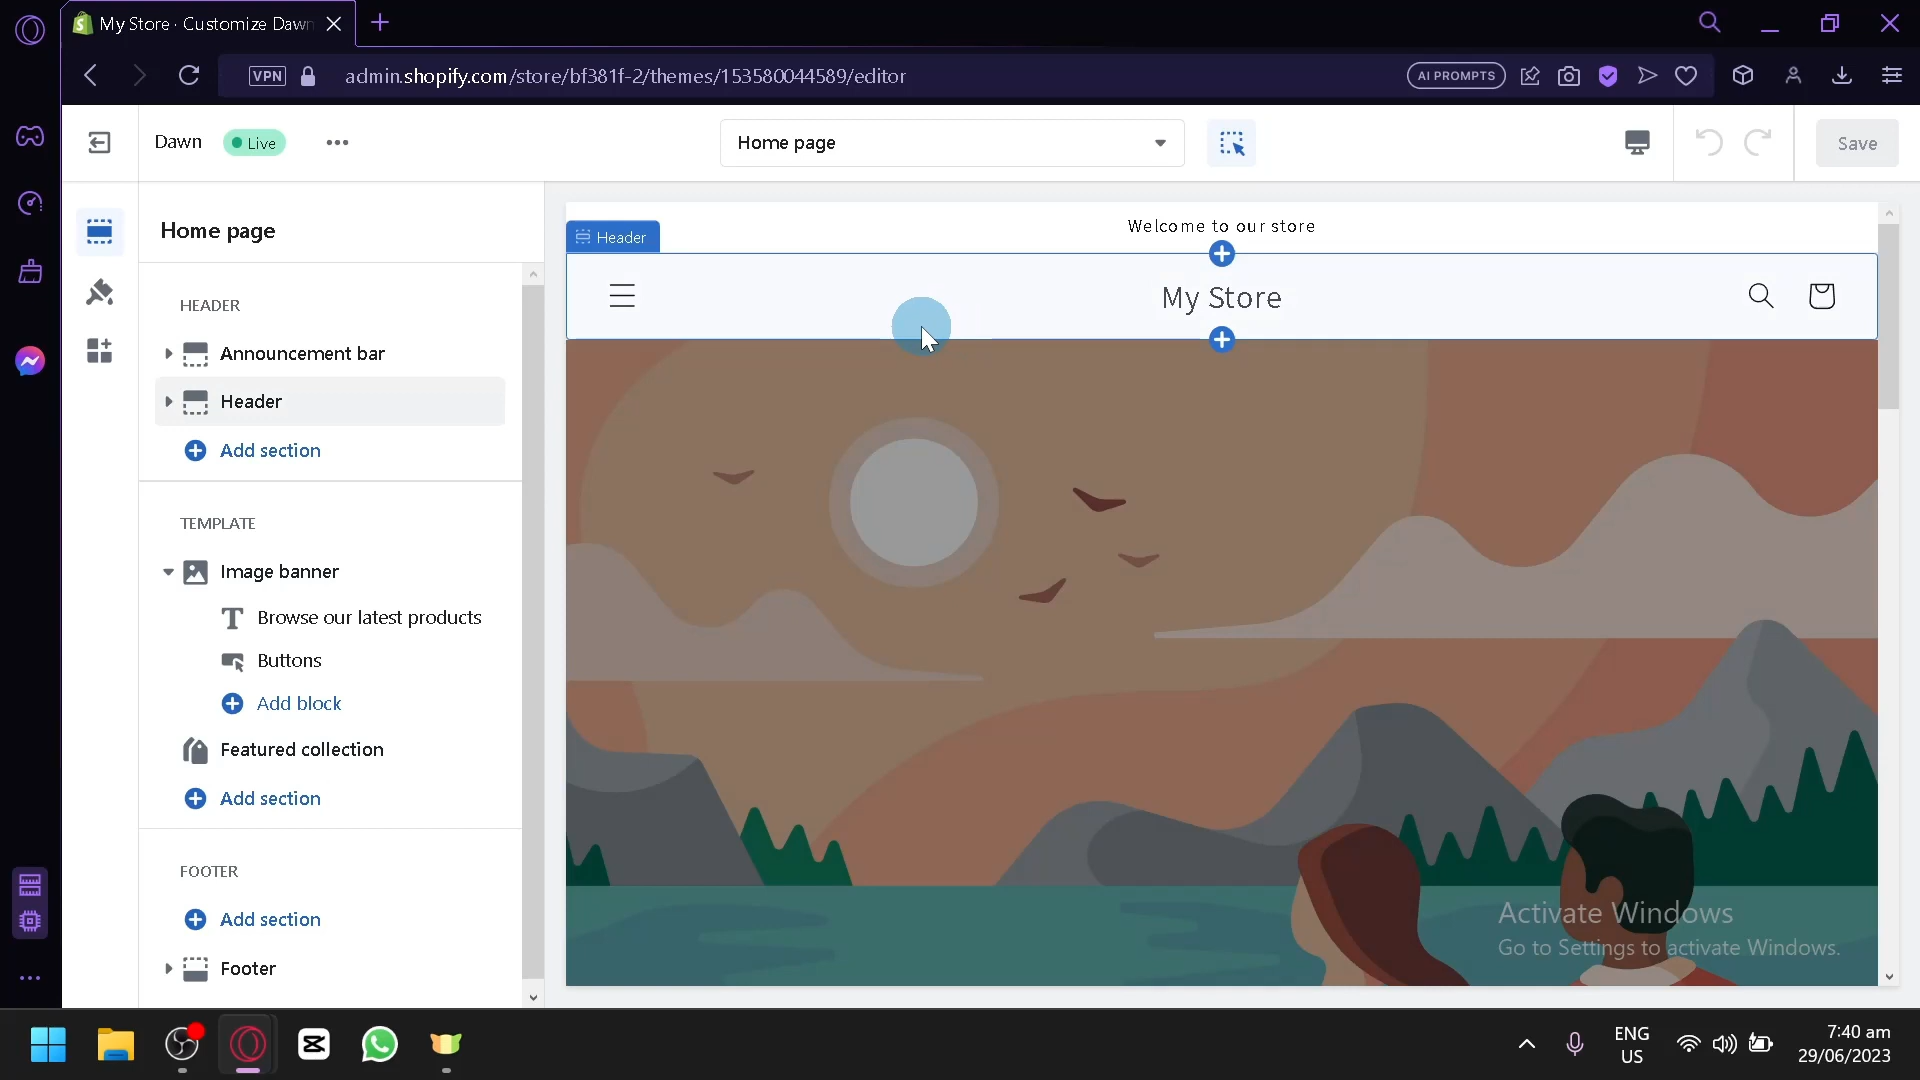 My Store · Customize Dawn
VPN
admin.shopify.com/store/bf381f-2/themes/153580044589/editor
AI PROMPTS
Dawn
Live
Home page
Save
Home page
HEADER
Announcement bar
Header
Add section
TEMPLATE
Image banner
Browse our latest products
Buttons
Add block
Featured collection
Add section
FOOTER
Add section
Footer
Welcome to our store
Header
My Store
Activate Windows
Go to Settings to activate Windows.
ENG
US
7:40 am
29/06/2023